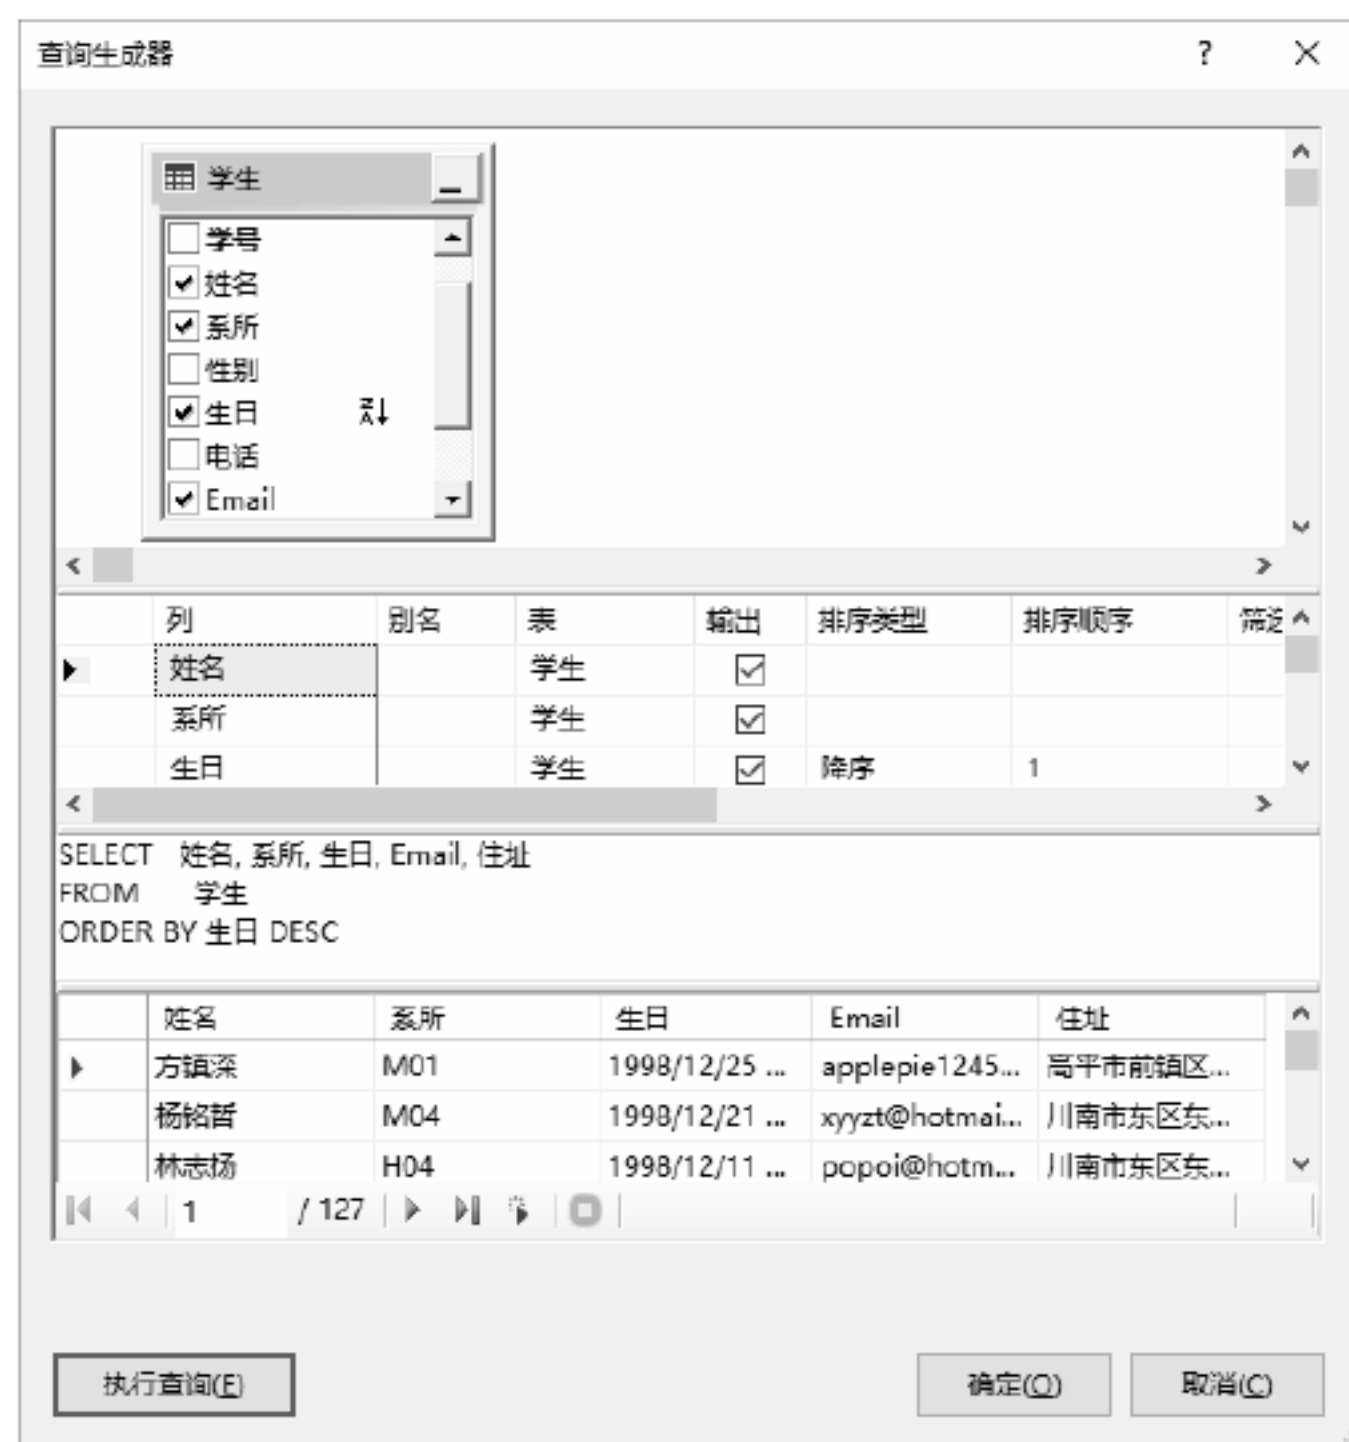 查询生成器 ?
学生
学号
姓名
系所
性别
生日
电话
Email
列 别名 表 输出 排序类型 排序顺序
姓名 学生
系所 学生
生日 学生 降序 1
SELECT 姓名, 系所, 生日, Email, 住址
FROM 学生
ORDER BY 生日 DESC
姓名 系所 生日 Email 住址
方镇深 M01 1998/12/25 ... applepie1245... 高平市前镇区...
杨铭哲 M04 1998/12/21 ... xyyzt@hotmai... 川南市东区东...
林志扬 H04 1998/12/11 ... popoi@hotm... 川南市东区东...
1 / 127
执行查询(E) 确定(O) 取消(C)